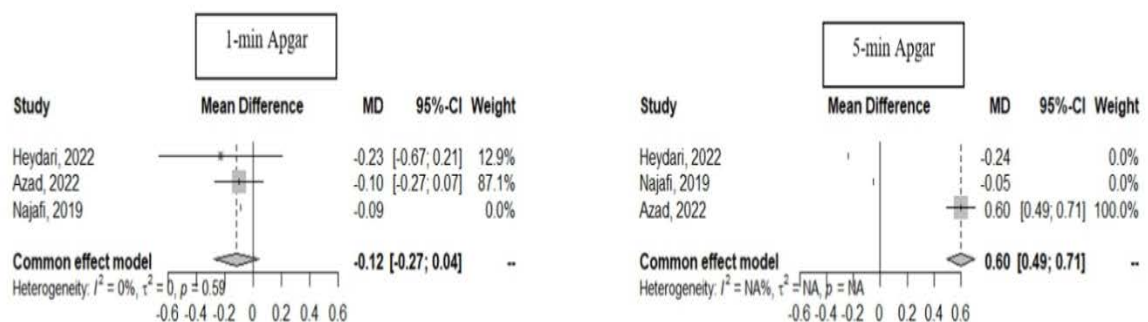 1-min Apgar
Study Mean Difference MD 95%-CI Weight
Heydari, 2022 -0.23 [-0.67; 0.21] 12.9%
Azad, 2022 -0.10 [-0.27; 0.07] 87.1%
Najafi, 2019 -0.09 0.0%
Common effect model -0.12 [-0.27; 0.04] --
Heterogeneity: I² = 0%, τ² = 0, p = 0.59
-0.6 -0.4 -0.2 0 0.2 0.4 0.6
5-min Apgar
Study Mean Difference MD 95%-CI Weight
Heydari, 2022 -0.24 0.0%
Najafi, 2019 -0.05 0.0%
Azad, 2022 0.60 [0.49; 0.71] 100.0%
Common effect model 0.60 [0.49; 0.71] --
Heterogeneity: I² = NA%, τ² = NA, p = NA
-0.6 -0.4 -0.2 0 0.2 0.4 0.6